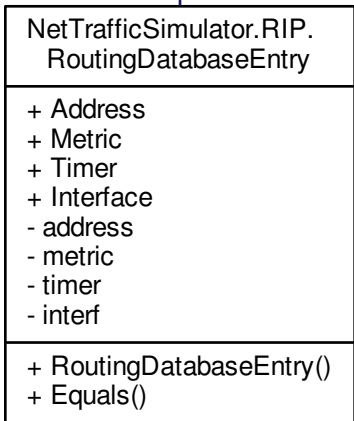 NetTrafficSimulator.RIP.
RoutingDatabaseEntry
+ Address
+ Metric
+ Timer
+ Interface
- address
- metric
- timer
- interf
+ RoutingDatabaseEntry()
+ Equals()